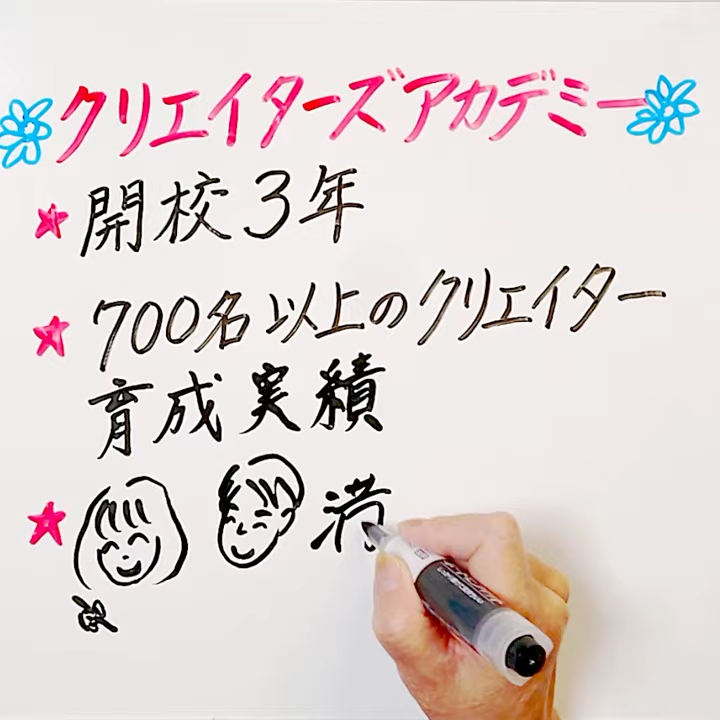 クリエイターズアカデミー
開校3年
700名以上のクリエイター
育成実績
満